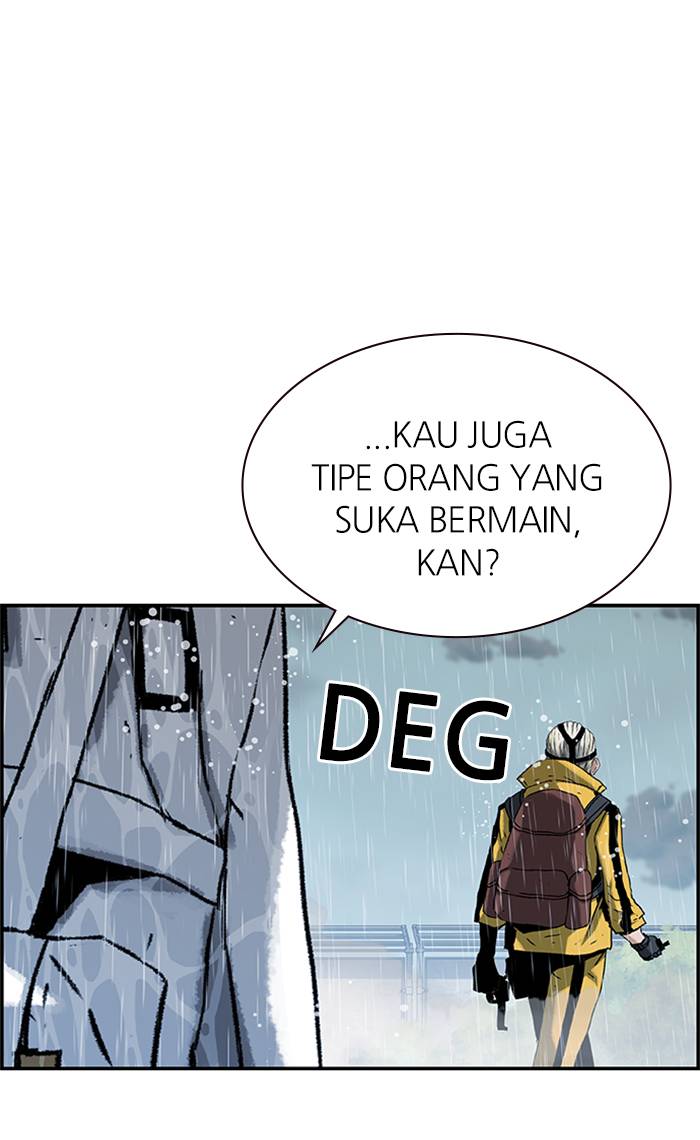 ...KAU JUGA
TIPE ORANG YANG
SUKA BERMAIN,
KAN?
DEG